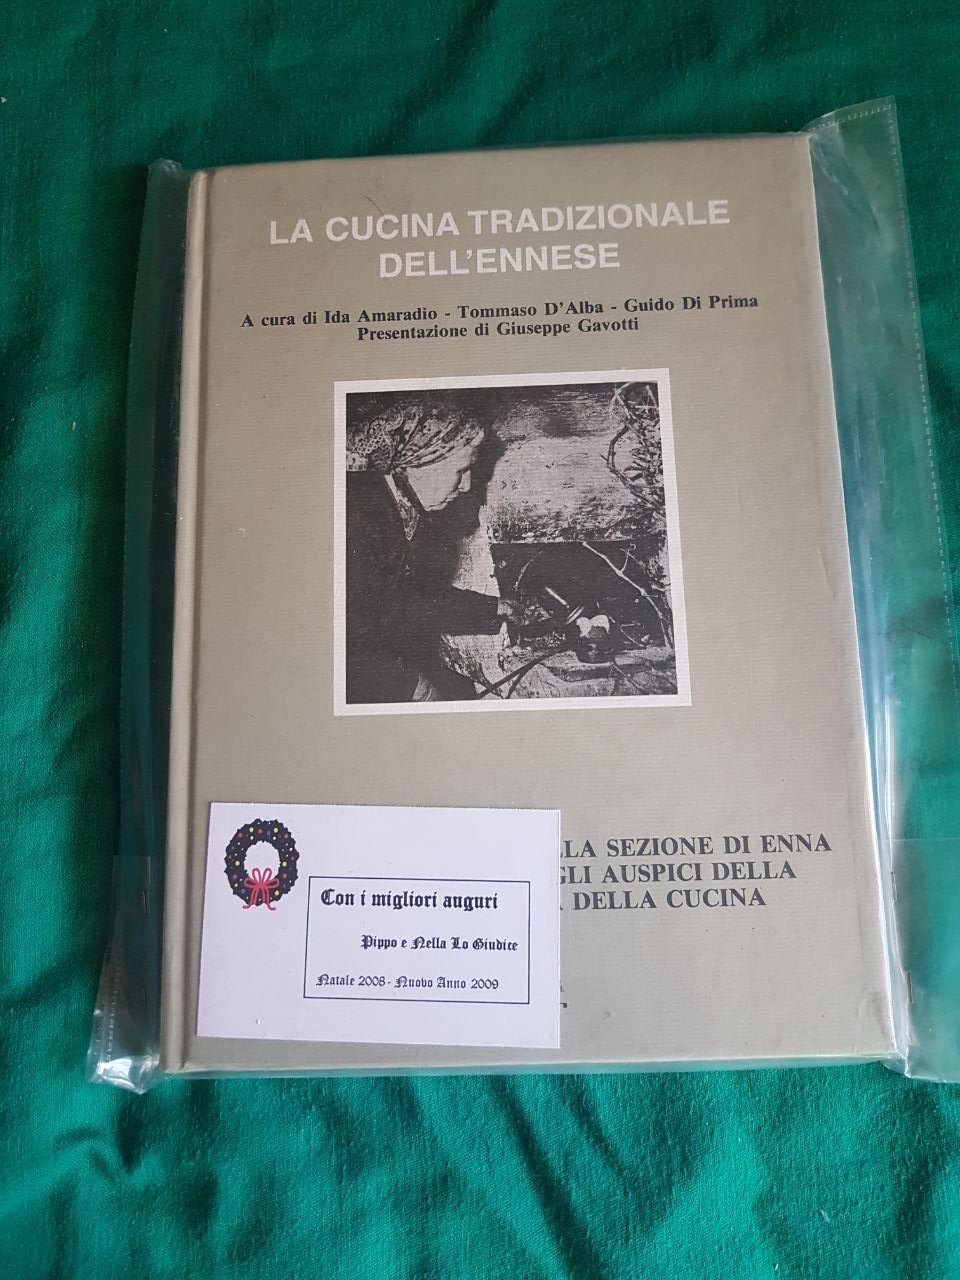 LA CUCINA TRADIZIONALE
DELL'ENNESE
A cura di Ida Amaradio - Tommaso D'Alba - Guido Di Prima
Presentazione di Giuseppe Gavotti
LLA SEZIONE DI ENNA
GLI AUSPICI DELLA
A DELLA CUCINA
Con i migliori auguri
Pippo e Nella Lo Giudice
Natale 2008 - Nuovo Anno 2009